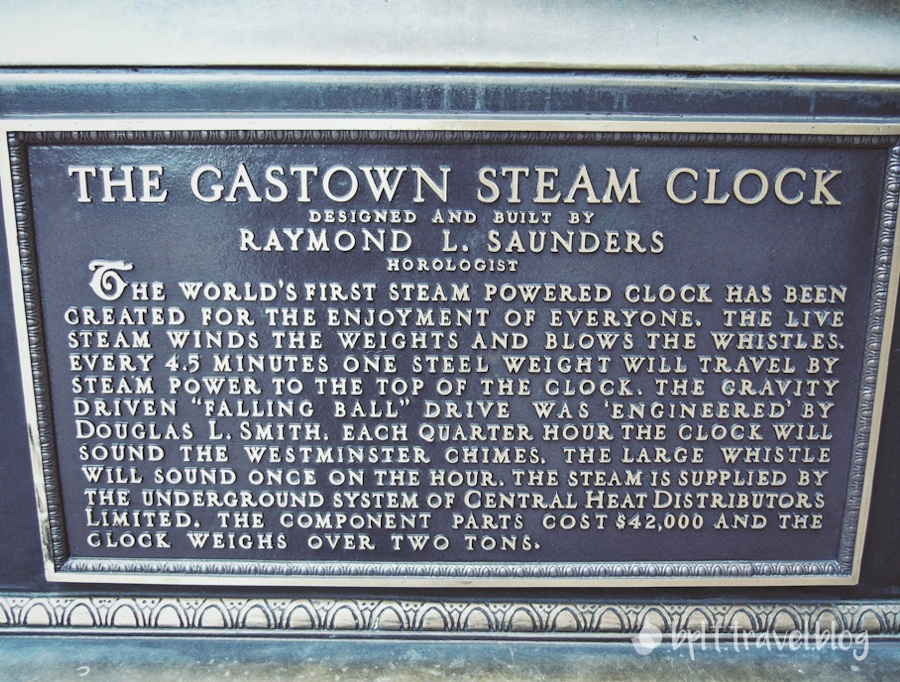 THE GASTOWN STEAM CLOCK
DESIGNED AND BUILT BY
RAYMOND L. SAUNDERS
HOROLOGIST
THE WORLD'S FIRST STEAM POWERED CLOCK HAS BEEN
CREATED FOR THE ENJOYMENT OF EVERYONE. THE LIVE
STEAM WINDS THE WEIGHTS AND BLOWS THE WHISTLES.
EVERY 4.5 MINUTES ONE STEEL WEIGHT WILL TRAVEL BY
STEAM POWER TO THE TOP OF THE CLOCK. THE GRAVITY
DRIVEN "FALLING BALL" DRIVE WAS 'ENGINEERED' BY
DOUGLAS L. SMITH. EACH QUARTER HOUR THE CLOCK WILL
SOUND THE WESTMINSTER CHIMES. THE LARGE WHISTLE
WILL SOUND ONCE ON THE HOUR. THE STEAM IS SUPPLIED BY
THE UNDERGROUND SYSTEM OF CENTRAL HEAT DISTRIBUTORS
LIMITED. THE COMPONENT PARTS COST $42,000 AND THE
CLOCK WEIGHS OVER TWO TONS.
bplt.travel.blog